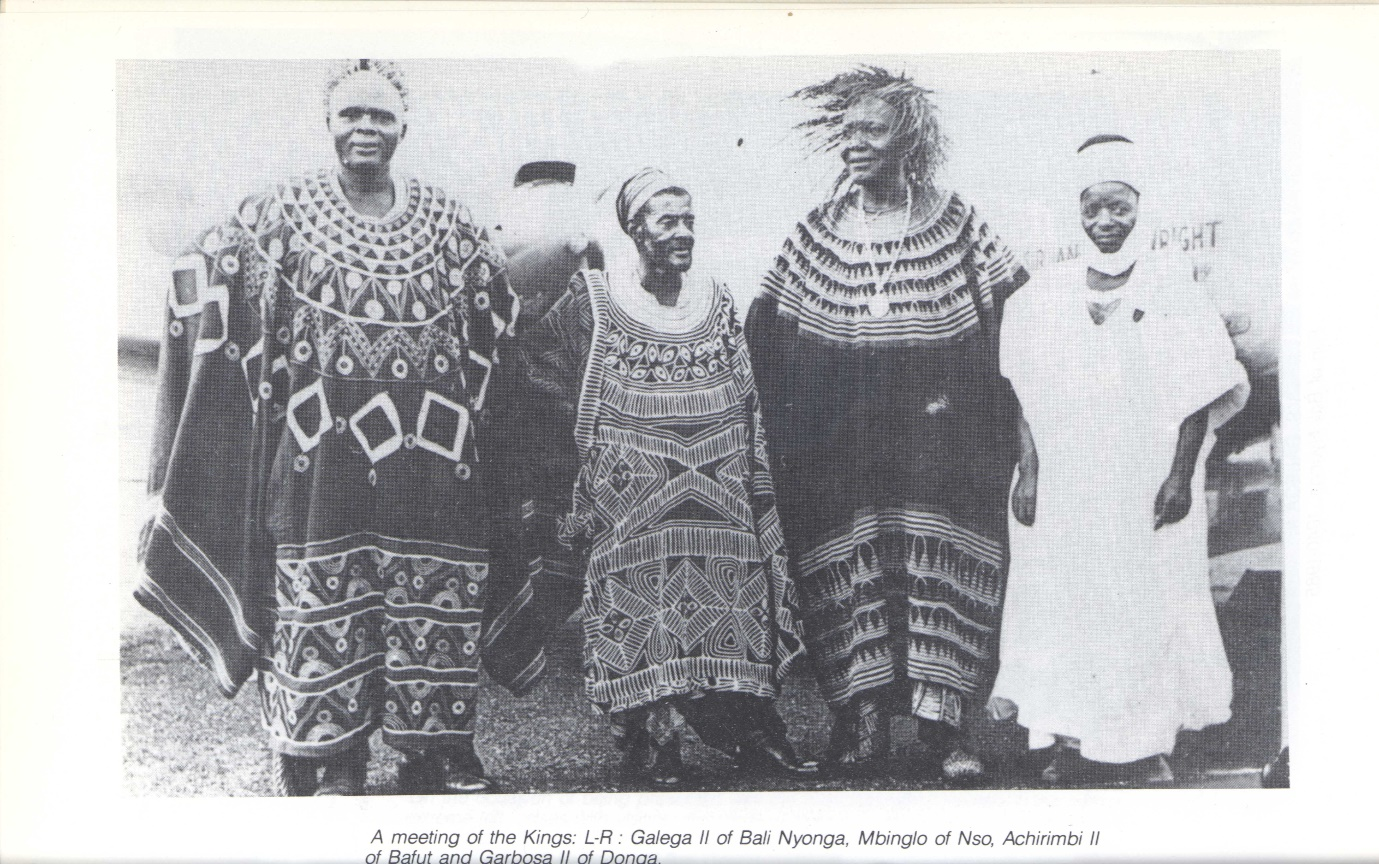 WRIGHT
A meeting of the Kings: L-R : Galega II of Bali Nyonga, Mbinglo of Nso, Achirimbi II
of Bafut and Garbosa II of Donga.